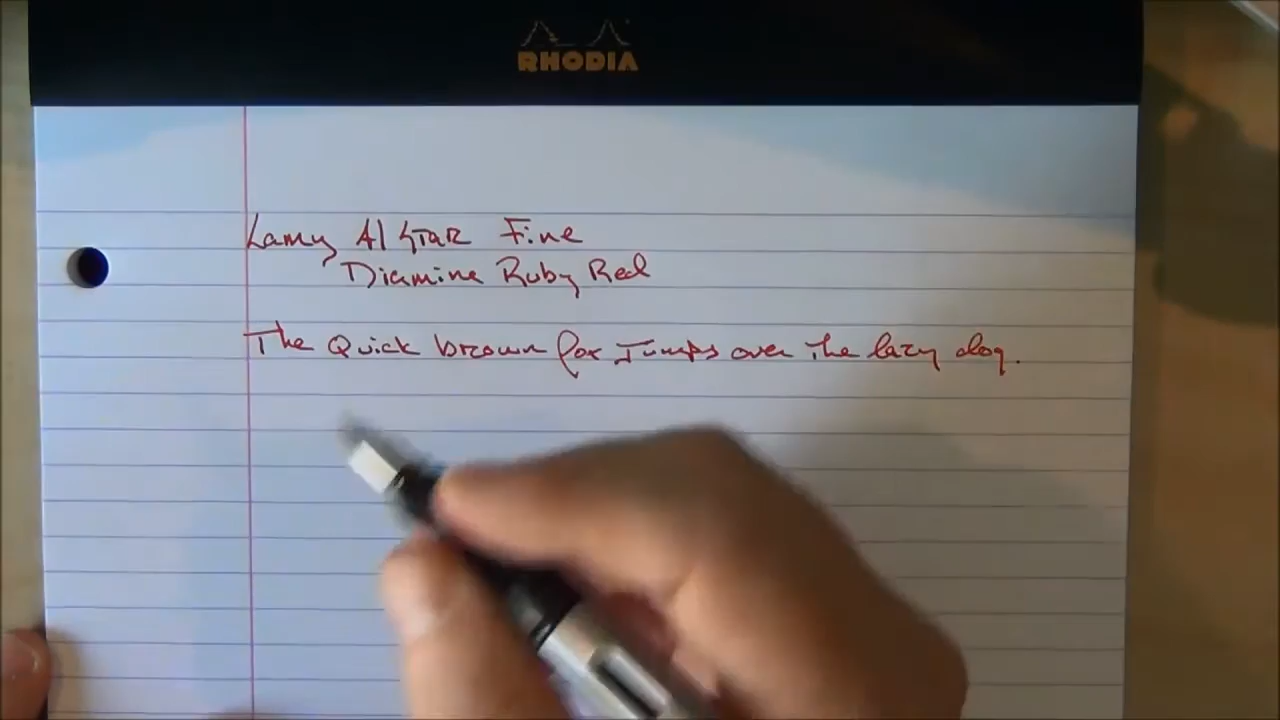 RHODIA
Lamy Al Star Fine
Diamine Ruby Red
The Quick brown fox Jumps over The lazy dog.